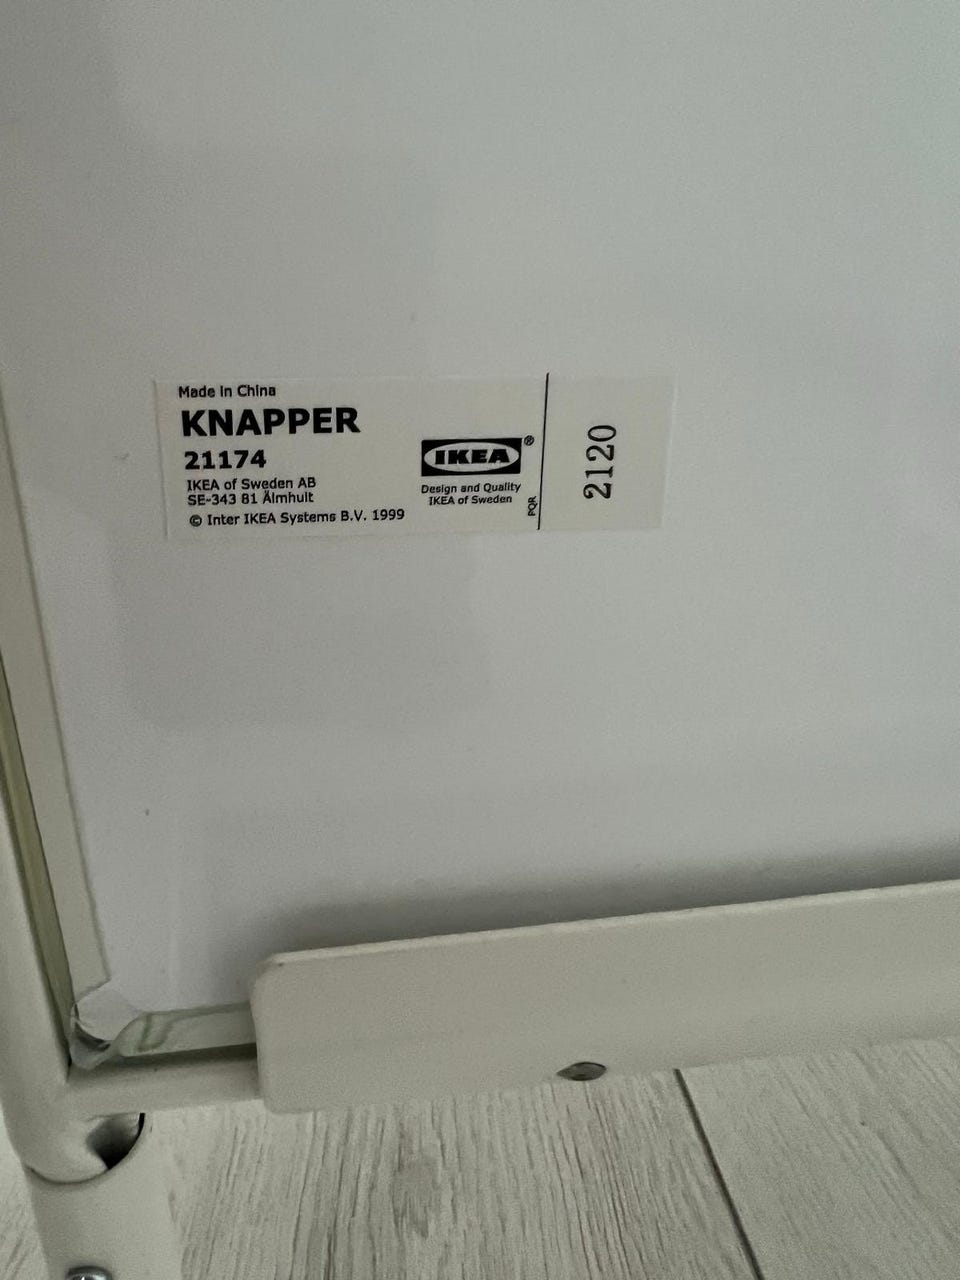 Made in China
KNAPPER
21174
IKEA of Sweden AB
SE-343 81 Älmhult
© Inter IKEA Systems B.V. 1999
IKEA®
Design and Quality
IKEA of Sweden
PQR
2120